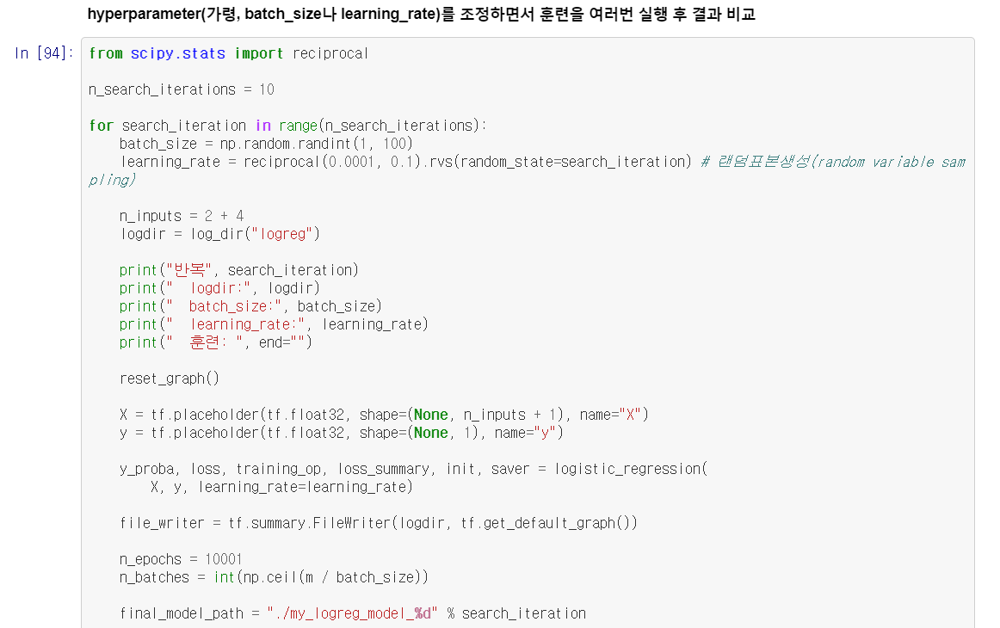 hyperparameter(가령, batch_size나 learning_rate)를 조정하면서 훈련을 여러번 실행 후 결과 비교
In [94]:
from scipy.stats import reciprocal
n_search_iterations = 10
for search_iteration in range(n_search_iterations):
    batch_size = np.random.randint(1, 100)
    learning_rate = reciprocal(0.0001, 0.1).rvs(random_state=search_iteration) # 랜덤표본생성(random variable sam
pling)
    n_inputs = 2 + 4
    logdir = log_dir("logreg")
    print("반복", search_iteration)
    print("  logdir:", logdir)
    print("  batch_size:", batch_size)
    print("  learning_rate:", learning_rate)
    print("  훈련: ", end="")
    reset_graph()
    X = tf.placeholder(tf.float32, shape=(None, n_inputs + 1), name="X")
    y = tf.placeholder(tf.float32, shape=(None, 1), name="y")
    y_proba, loss, training_op, loss_summary, init, saver = logistic_regression(
        X, y, learning_rate=learning_rate)
    file_writer = tf.summary.FileWriter(logdir, tf.get_default_graph())
    n_epochs = 10001
    n_batches = int(np.ceil(m / batch_size))
    final_model_path = "./my_logreg_model_%d" % search_iteration